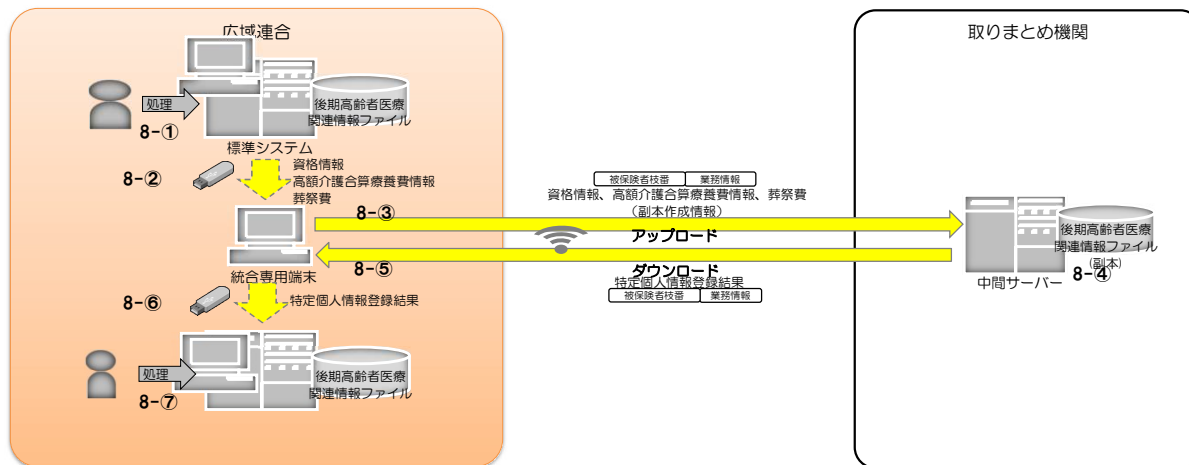 広域連合
取りまとめ機関
処理
後期高齢者医療
関連情報ファイル
8-①
標準システム
8-②
資格情報
高額介護合算療養費情報
葬祭費
被保険者枝番 業務情報
資格情報、高額介護合算療養費情報、葬祭費
(副本作成情報)
8-③
アップロード
後期高齢者医療
関連情報ファイル
(副本)
8-④
中間サーバー
8-⑤
ダウンロード
特定個人情報登録結果
被保険者枝番 業務情報
統合専用端末
8-⑥
特定個人情報登録結果
処理
後期高齢者医療
関連情報ファイル
8-⑦